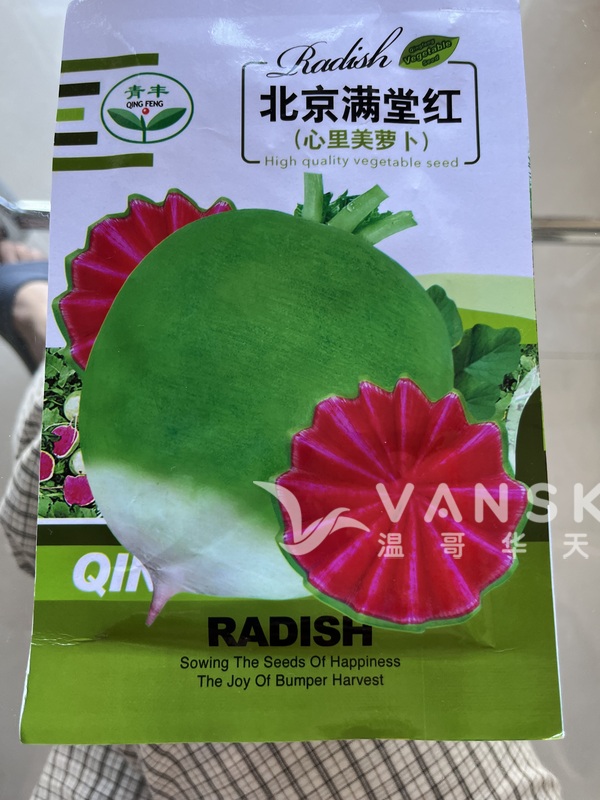 Radish
Vegetable
Seed
青丰
QING FENG
北京满堂红
（心里美萝卜）
High quality vegetable seed
VANSK
温哥华天
QIN
RADISH
Sowing The Seeds Of Happiness
The Joy Of Bumper Harvest